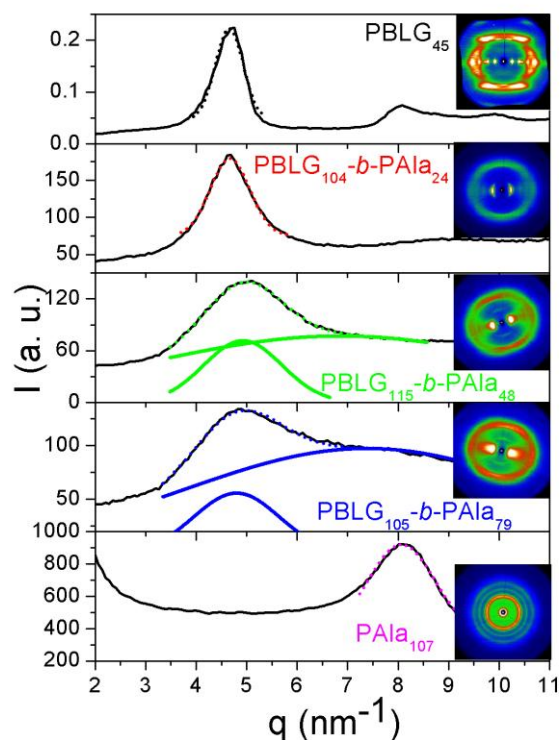 0.2
PBLG₄₅
0.1
0.0
150
PBLG₁₀₄-b-PAla₂₄
100
50
120
60
PBLG₁₁₅-b-PAla₄₈
0
100
50
PBLG₁₀₅-b-PAla₇₉
1000
800
600
400
PAla₁₀₇
200
2 3 4 5 6 7 8 9 10 11
I (a. u.)
q (nm⁻¹)